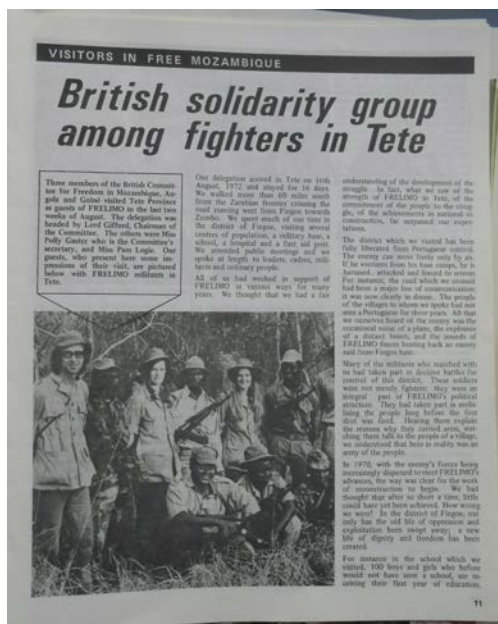 VISITORS IN FREE MOZAMBIQUE
British solidarity group
among fighters in Tete
Three members of the British Commit-
tee for Freedom in Mozambique, An-
gola and Guiné visited Tete Province
as guests of FRELIMO in the last two
weeks of August. The delegation was
headed by Lord Gifford, Chairman of
the Committee. The others were Miss
Polly Gaster who is the Committee's
secretary, and Miss Pam Logie. Our
guests, who present here some im-
pressions of their visit, are pictured
below with FRELIMO militants in
Tete.
Our delegation arrived in Tete on 16th
August, 1972 and stayed for 16 days.
We walked more than 60 miles south
from the Zambian frontier crossing the
road running west from Fingoe towards
Zumbo. We spent much of our time in
the district of Fingoe, visiting several
centres of population, a military base, a
school, a hospital and a first aid post.
We attended public meetings and we
spoke at length to leaders, cadres, mili-
tants and ordinary people.
All of us had worked in support of
FRELIMO in various ways for many
years. We thought that we had a fair
understanding of the development of the
struggle. In fact, what we saw of the
strength of FRELIMO in Tete, of the
commitment of the people to the strug-
gle, of the achievements in national re-
construction, far surpassed our expec-
tations.
The district which we visited had been
fully liberated from Portuguese control.
The enemy can move freely only by air.
If he ventures from his four camps, he is
harassed, attacked and forced to retreat.
For instance, the road which we crossed
had been a major line of communication:
it was now clearly in disuse. The people
of the villages to whom we spoke had not
seen a Portuguese for three years. All that
we ourselves heard of the enemy was the
occasional noise of a plane, the explosion
of a distant bomb, and the sounds of
FRELIMO forces beating back an enemy
raid from Fingoe base.
Many of the militants who marched with
us had taken part in decisive battles for
control of this district. These soldiers
were not merely fighters; they were an
integral part of FRELIMO's political
structure. They had taken part in mobi-
lising the people long before the first
shot was fired. Hearing them explain
the reasons why they carried arms, wat-
ching them talk to the people of a village,
we understood that here in reality was an
army of the people.
In 1970, with the enemy's forces being
increasingly dispersed to meet FRELIMO's
advances, the way was clear for the work
of reconstruction to begin. We had
thought that after so short a time, little
could have yet been achieved. How wrong
we were! In the district of Fingoe, not
only has the old life of oppression and
exploitation been swept away; a new
life of dignity and freedom has been
created.
For instance in the school which we
visited, 100 boys and girls who before
would not have seen a school, are re-
ceiving their first year of education,
11